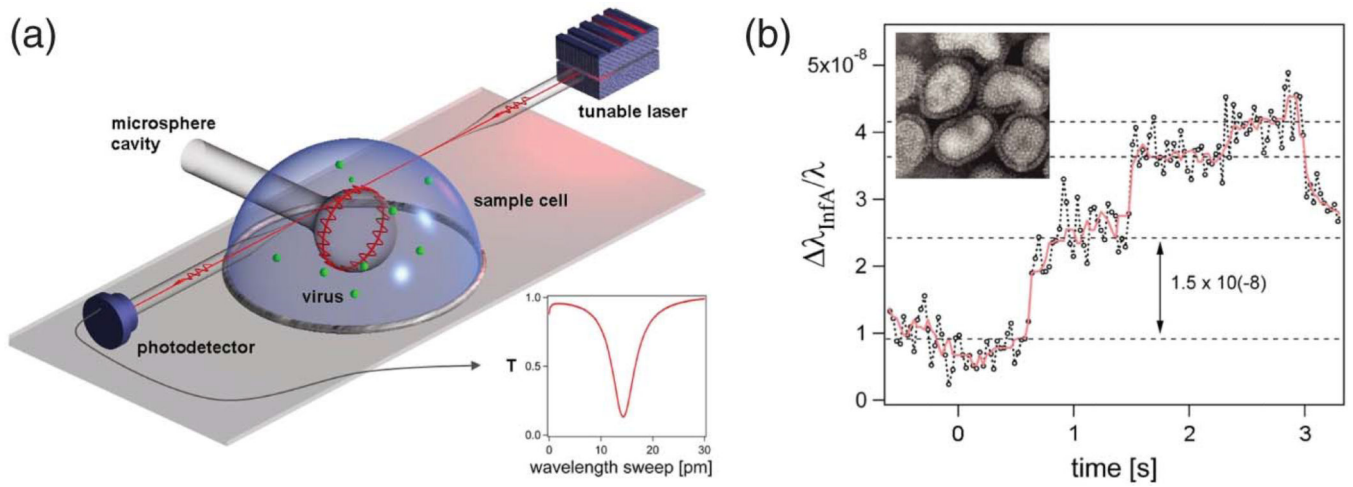 (a)
tunable laser
microsphere
cavity
sample cell
virus
photodetector
T
1.0
0.5
0.0
0
10
20
30
wavelength sweep [pm]
(b)
5x10⁻⁸
4
3
2
1
0
ΔλInfA/λ
1.5 x 10(-8)
0
1
2
3
time [s]